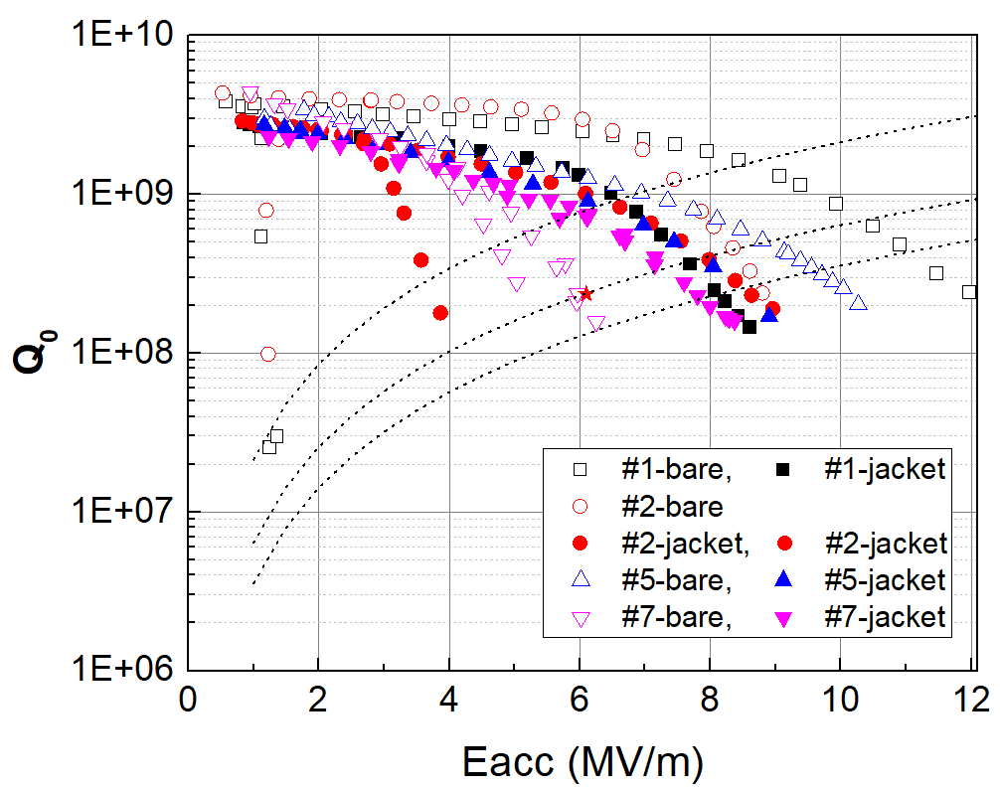 1E+10
1E+09
1E+08
1E+07
1E+06
Q0
0 2 4 6 8 10 12
Eacc (MV/m)
#1-bare, #1-jacket
#2-bare
#2-jacket, #2-jacket
#5-bare, #5-jacket
#7-bare, #7-jacket